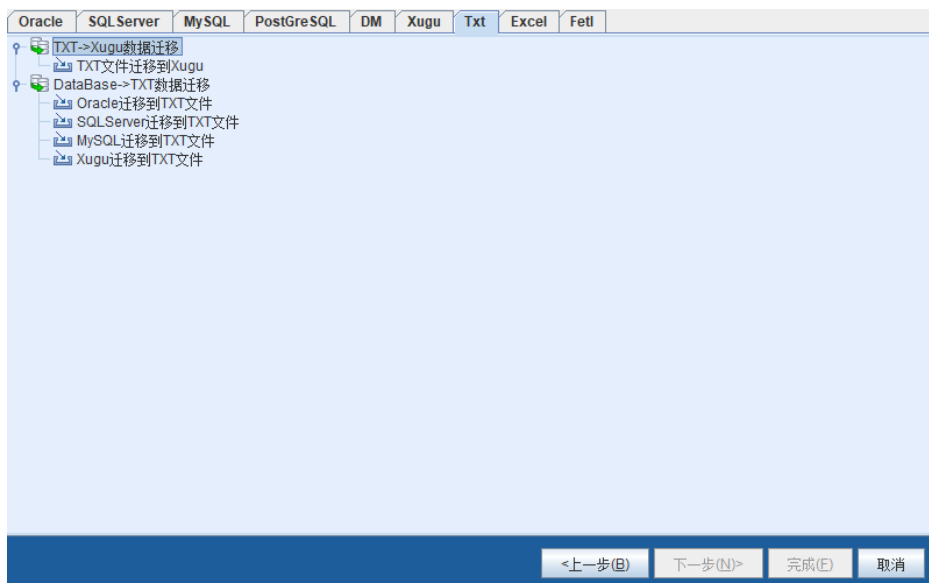 Oracle SQLServer MySQL PostGreSQL DM Xugu Txt Excel Fetl
TXT->Xugu数据迁移
TXT文件迁移到Xugu
DataBase->TXT数据迁移
Oracle迁移到TXT文件
SQLServer迁移到TXT文件
MySQL迁移到TXT文件
Xugu迁移到TXT文件
<上一步(B) 下一步(N)> 完成(F) 取消